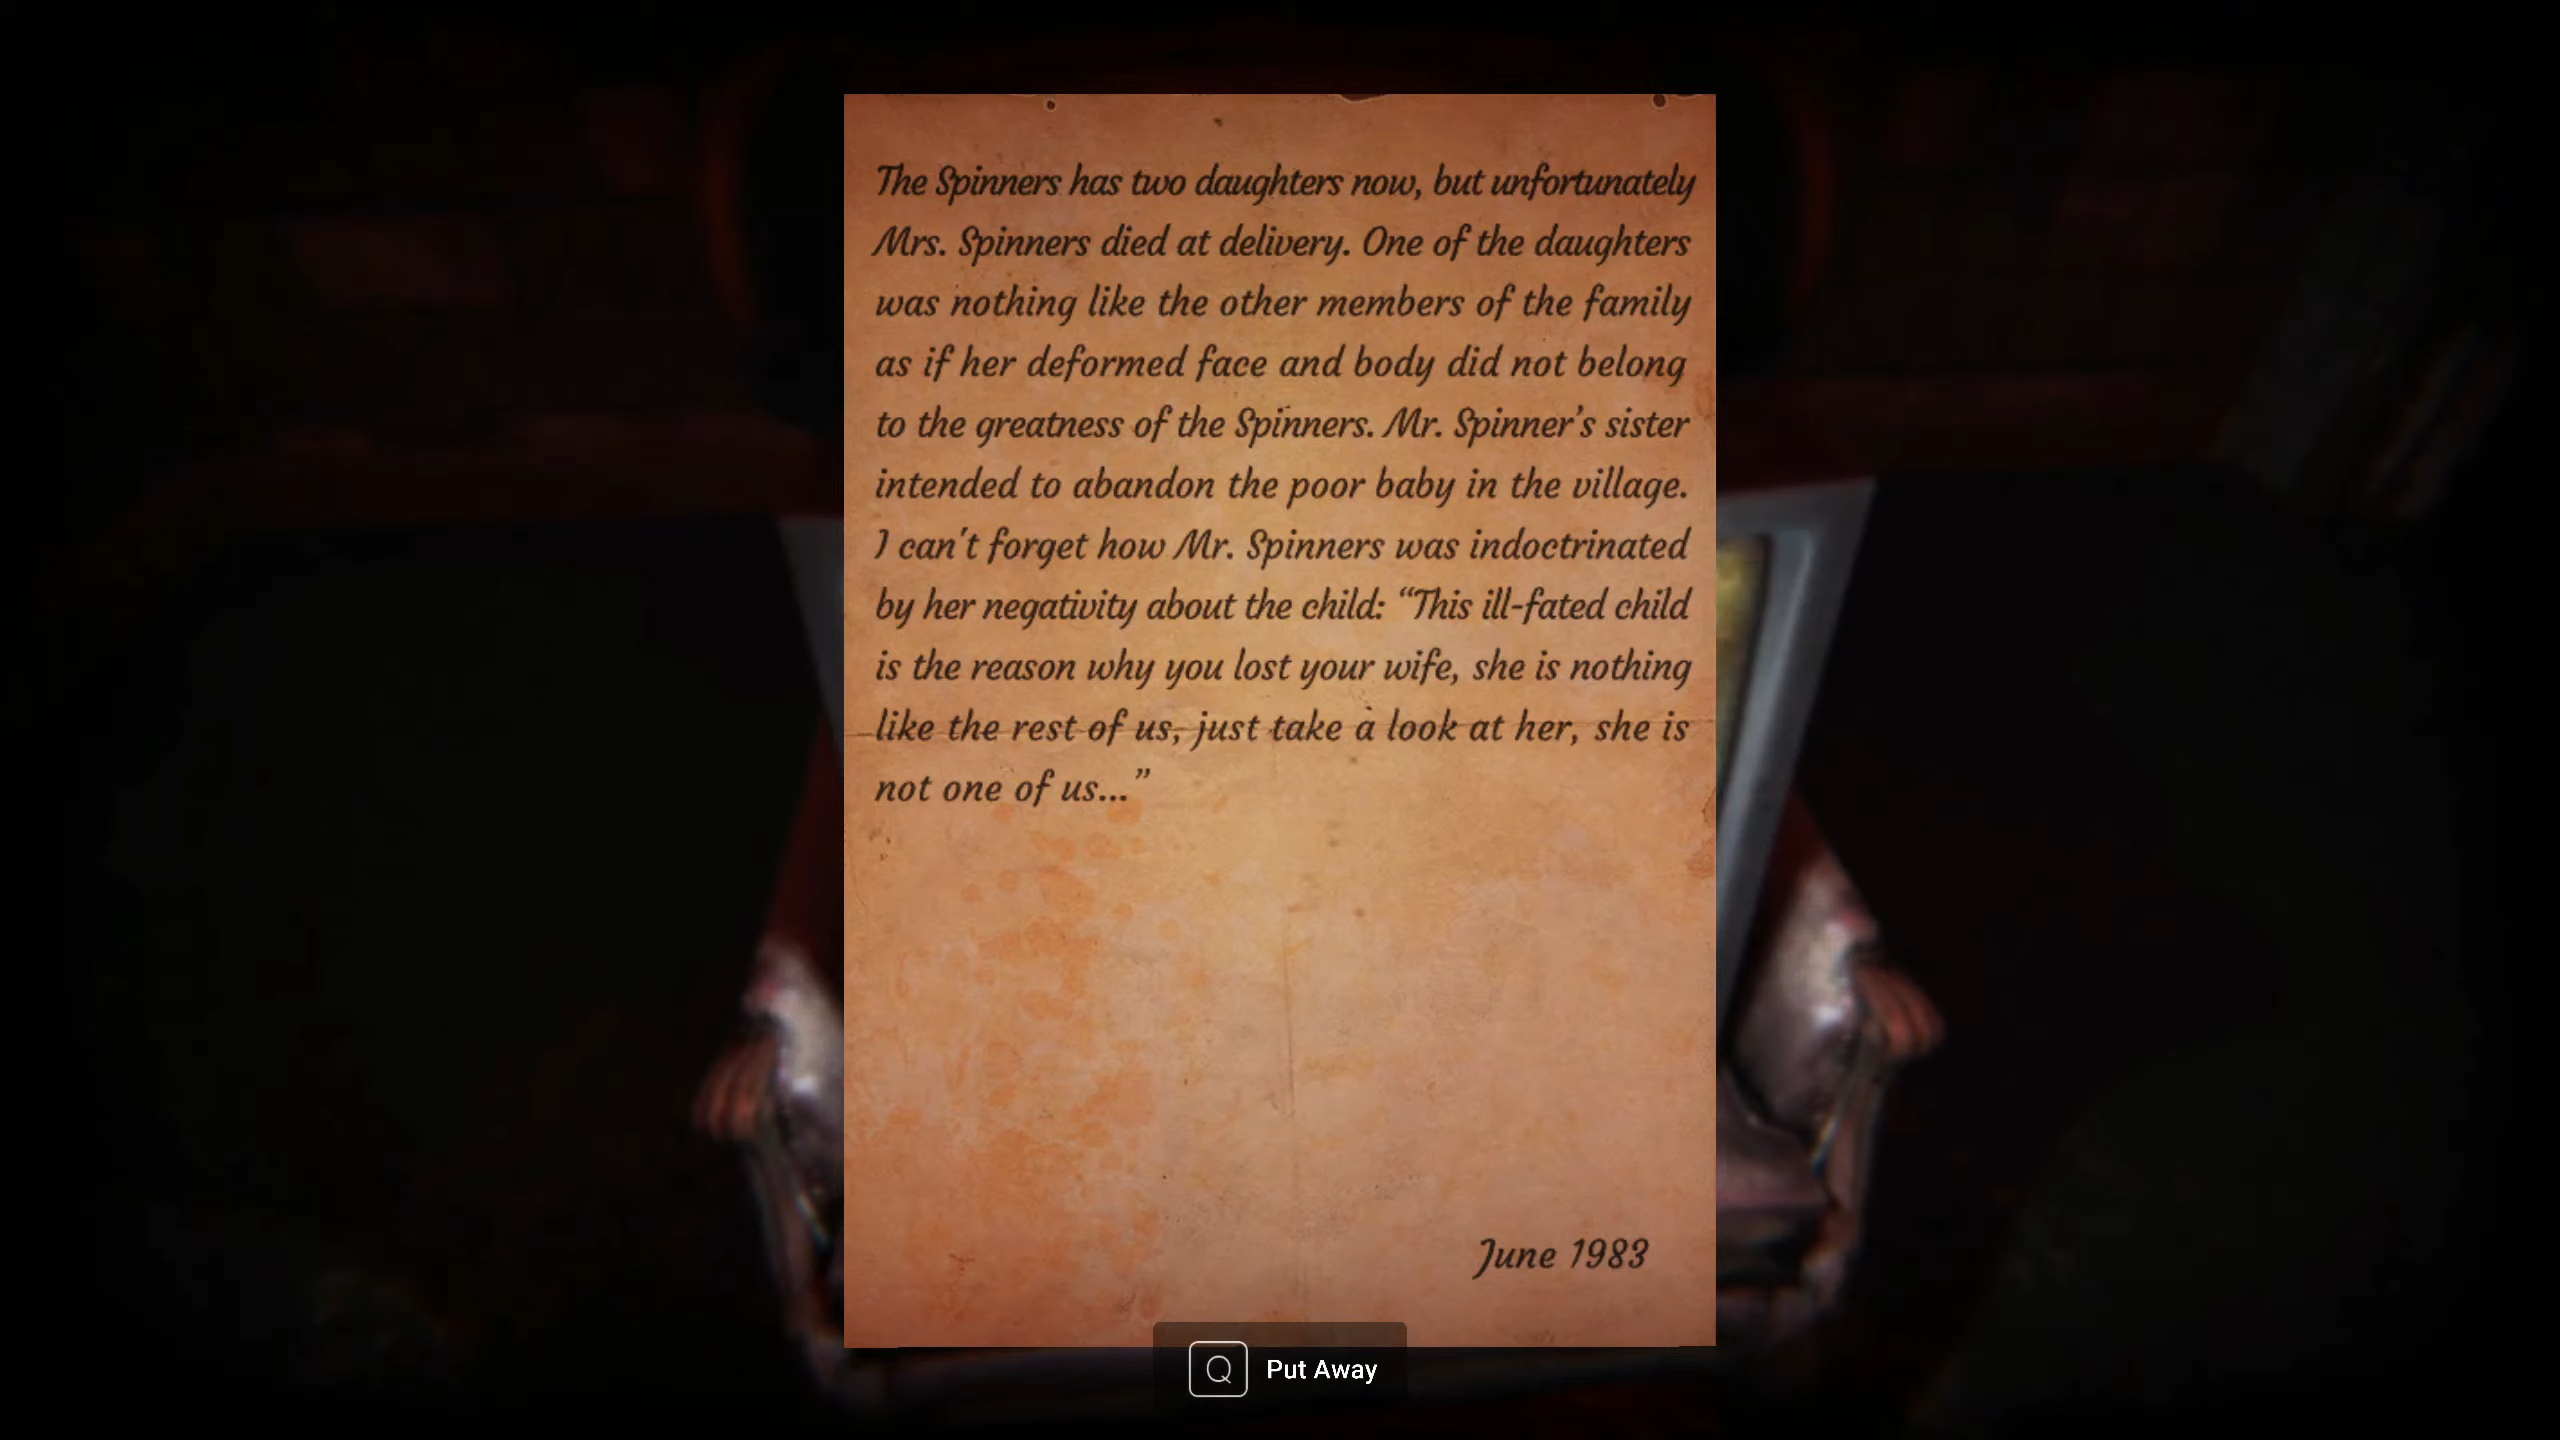 The Spinners has two daughters now, but unfortunately
Mrs. Spinners died at delivery. One of the daughters
was nothing like the other members of the family
as if her deformed face and body did not belong
to the greatness of the Spinners. Mr. Spinner’s sister
intended to abandon the poor baby in the village.
I can't forget how Mr. Spinners was indoctrinated
by her negativity about the child: “This ill-fated child
is the reason why you lost your wife, she is nothing
like the rest of us, just take a look at her, she is
not one of us...”
June 1983
Q Put Away